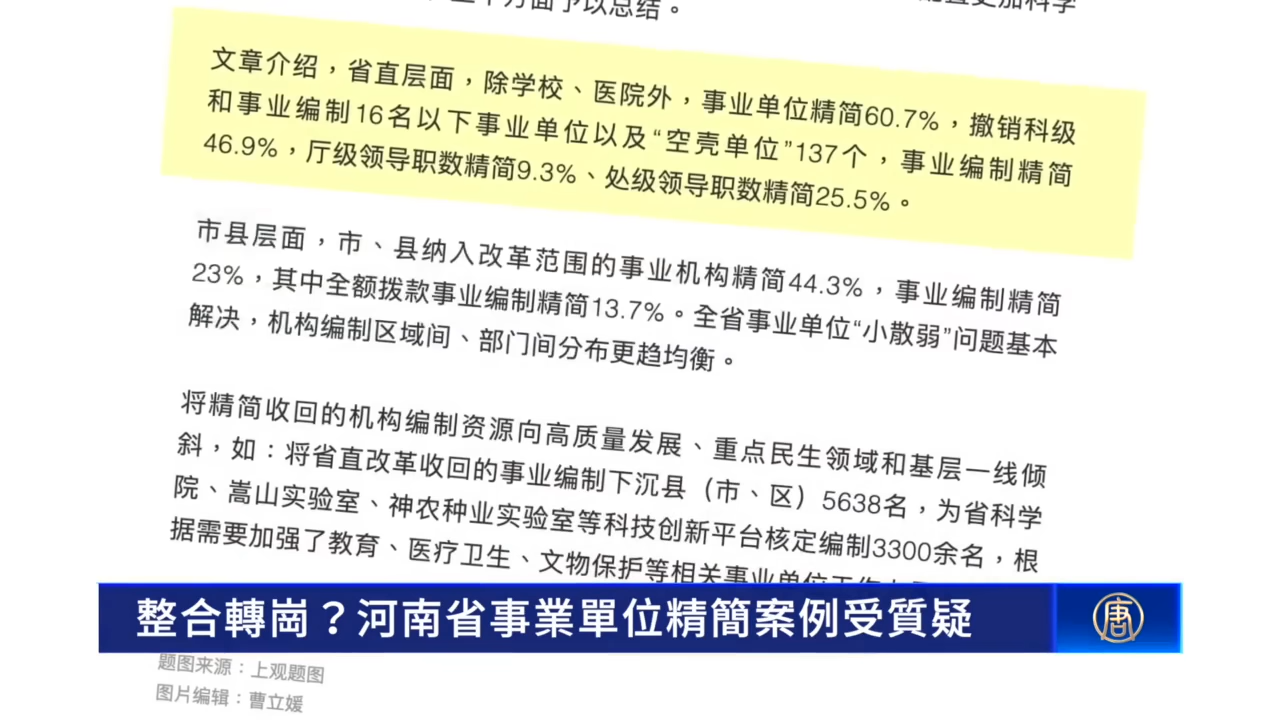 三个方面予以总结。
置更加科学
文章介绍，省直层面，除学校、医院外，事业单位精简60.7%，撤销科级
和事业编制16名以下事业单位以及“空壳单位”137个，事业编制精简
46.9%，厅级领导职数精简9.3%、处级领导职数精简25.5%。
市县层面，市、县纳入改革范围的事业机构精简44.3%，事业编制精简
23%，其中全额拨款事业编制精简13.7%。全省事业单位“小散弱”问题基本
解决，机构编制区域间、部门间分布更趋均衡。
将精简收回的机构编制资源向高质量发展、重点民生领域和基层一线倾
斜，如：将省直改革收回的事业编制下沉县（市、区）5638名，为省科学
院、嵩山实验室、神农种业实验室等科技创新平台核定编制3300余名，根
据需要加强了教育、医疗卫生、文物保护等相关事业单位工作
整合轉崗？河南省事業單位精簡案例受質疑
唐
题图来源：上观题图
图片编辑：曹立媛